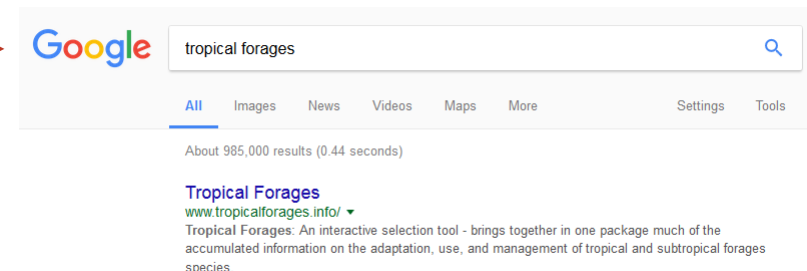 Google
tropical forages
All Images News Videos Maps More Settings Tools
About 985,000 results (0.44 seconds)
Tropical Forages
www.tropicalforages.info/
Tropical Forages: An interactive selection tool - brings together in one package much of the
accumulated information on the adaptation, use, and management of tropical and subtropical forages
species